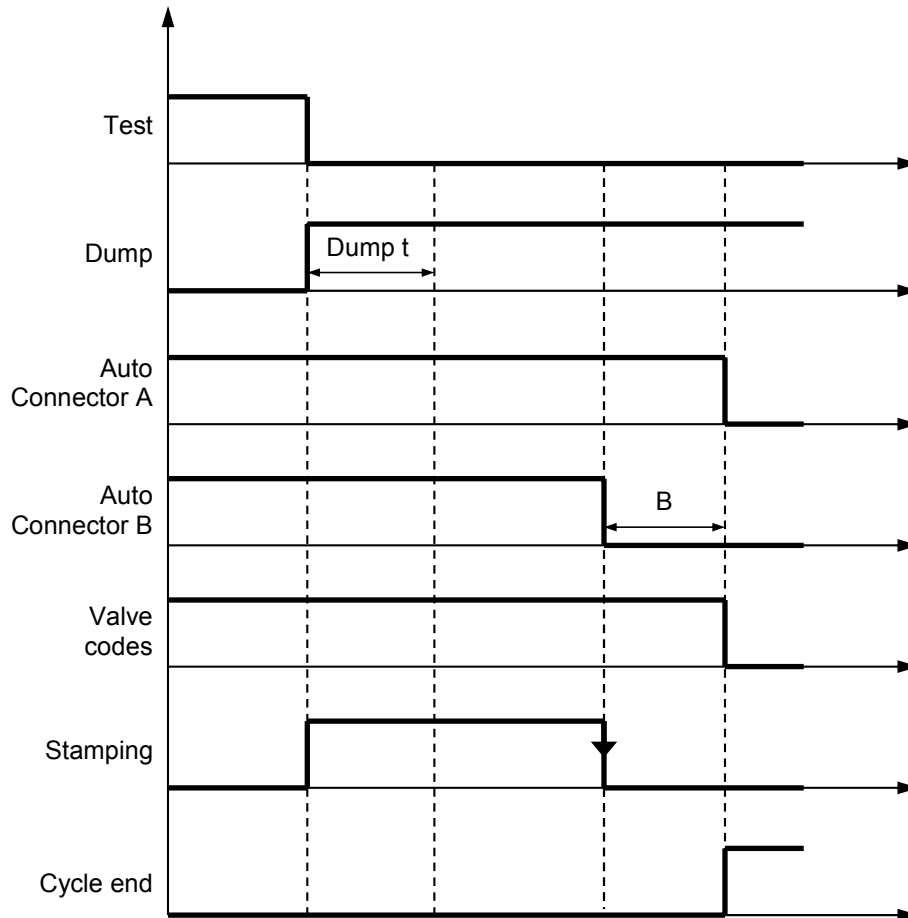 Test
Dump
Dump t
Auto
Connector A
Auto
Connector B
B
Valve
codes
Stamping
Cycle end